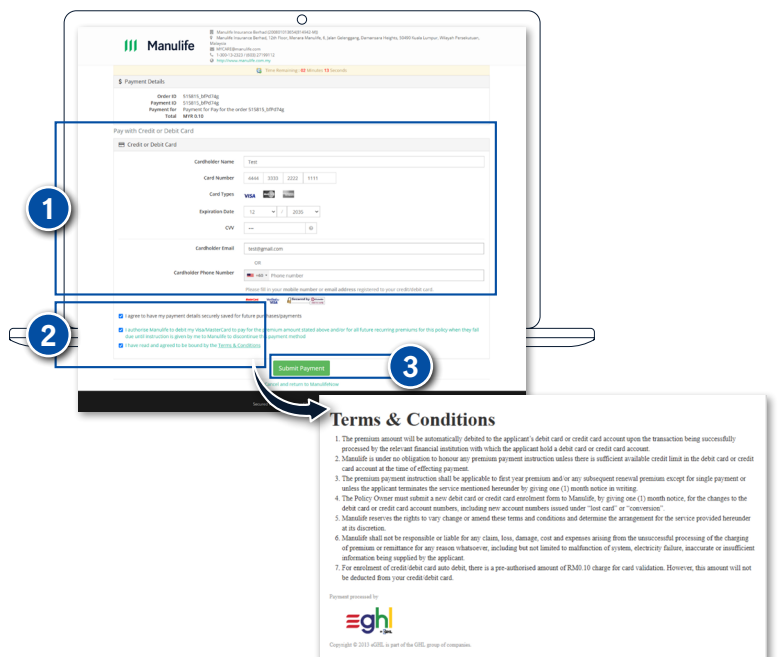 Manulife
Manulife Insurance Berhad (200801013654 (814942-M))
Manulife Insurance Berhad, 12th Floor, Menara Manulife, 6, Jalan Gelenggang, Damansara Heights, 50490 Kuala Lumpur, Wilayah Persekutuan,
Malaysia
MYCARE@manulife.com
1-300-13-2323 / (603) 27199112
http://www.manulife.com.my
Time Remaining: 02 Minutes 15 Seconds
$ Payment Details
Order ID 515815_bfPd74g
Payment ID 515815_bfPd74g
Payment for Payment for Pay for the order 515815_bfPd74g
Total MYR 0.10
Pay with Credit or Debit Card
Credit or Debit Card
Cardholder Name Test
Card Number 4444 3333 2222 1111
Card Types VISA
Expiration Date 12 / 2030
CVV ---
Cardholder Email test@gmail.com
OR
Cardholder Phone Number +60 Phone number
Please fill in your mobile number or email address registered to your credit/debit card.
1
I agree to have my payment details securely saved for future purchases/payments
I authorise Manulife to debit my Visa/MasterCard to pay for the premium amount stated above and/or for all future recurring premiums for this policy when they fall
due until instruction is given by me to Manulife to discontinue this payment method.
I have read and agreed to be bound by the Terms & Conditions
2
Submit Payment
3
Cancel and return to ManulifeNow
Terms & Conditions
1. The premium amount will be automatically debited to the applicant's debit card or credit card account upon the transaction being successfully
processed by the relevant financial institution with which the applicant hold a debit card or credit card account.
2. Manulife is under no obligation to honour any premium payment instruction unless there is sufficient available credit limit in the debit card or credit
card account at the time of effecting payment.
3. The premium payment instruction shall be applicable to first year premium and/or any subsequent renewal premium except for single payment or
unless the applicant terminates the service mentioned hereunder by giving one (1) month notice in writing.
4. The Policy Owner must submit a new debit card or credit card enrolment form to Manulife, by giving one (1) month notice, for the changes to the
debit card or credit card account numbers, including new account numbers issued under "lost card" or "conversion".
5. Manulife reserves the rights to vary change or amend these terms and conditions and determine the arrangement for the service provided hereunder
at its discretion.
6. Manulife shall not be responsible or liable for any claim, loss, damage, cost and expenses arising from the unsuccessful processing of the charging
of premium or remittance for any reason whatsoever, including but not limited to malfunction of system, electricity failure, inaccurate or insufficient
information being supplied by the applicant.
7. For enrolment of credit/debit card auto debit, there is a pre-authorised amount of RM0.10 charge for card validation. However, this amount will not
be deducted from your credit/debit card.
Payment processed by
eghl
Copyright © 2013 eGHL is part of the GHL group of companies.